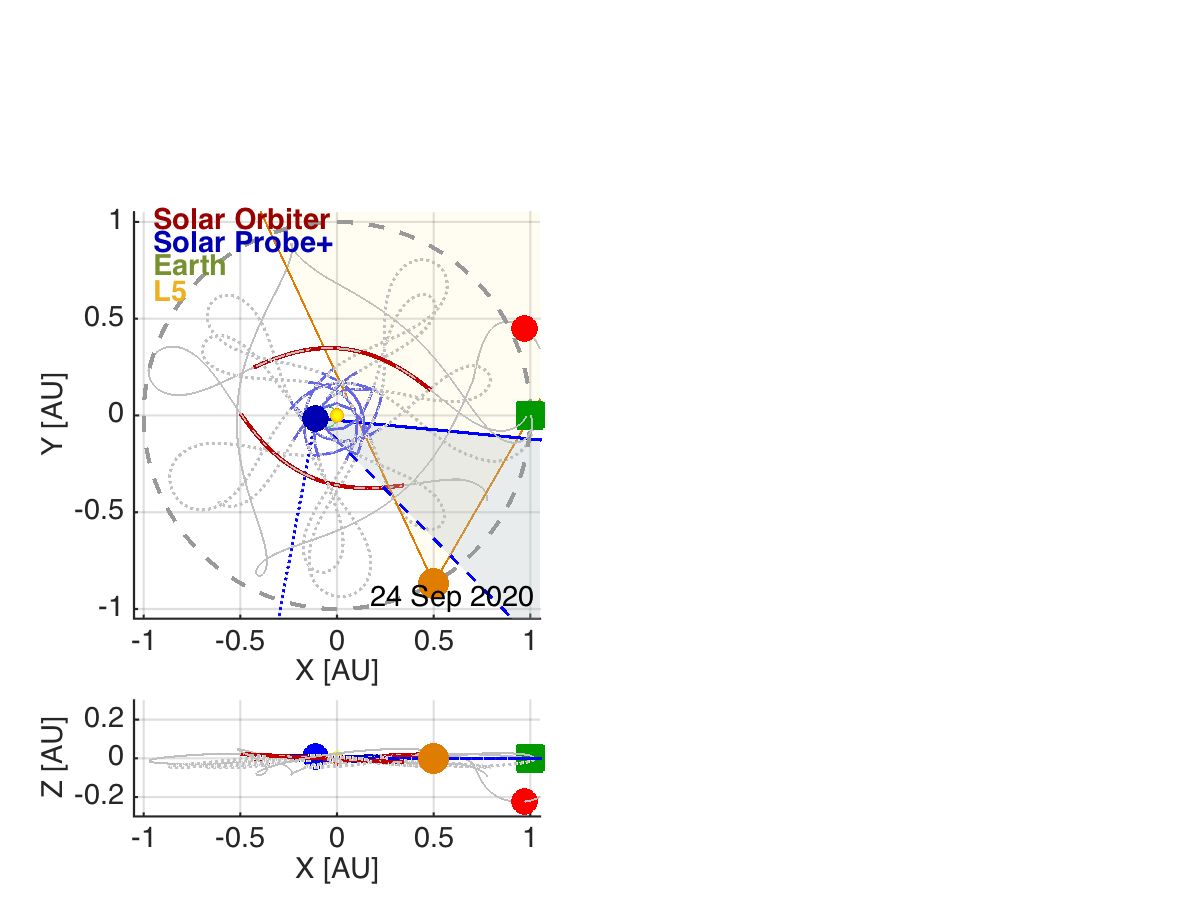 1
0.5
0
-0.5
-1
Y [AU]
Solar Orbiter
Solar Probe+
Earth
L5
24 Sep 2020
-1
-0.5
0
0.5
1
X [AU]
0.2
0
-0.2
Z [AU]
-1
-0.5
0
0.5
1
X [AU]